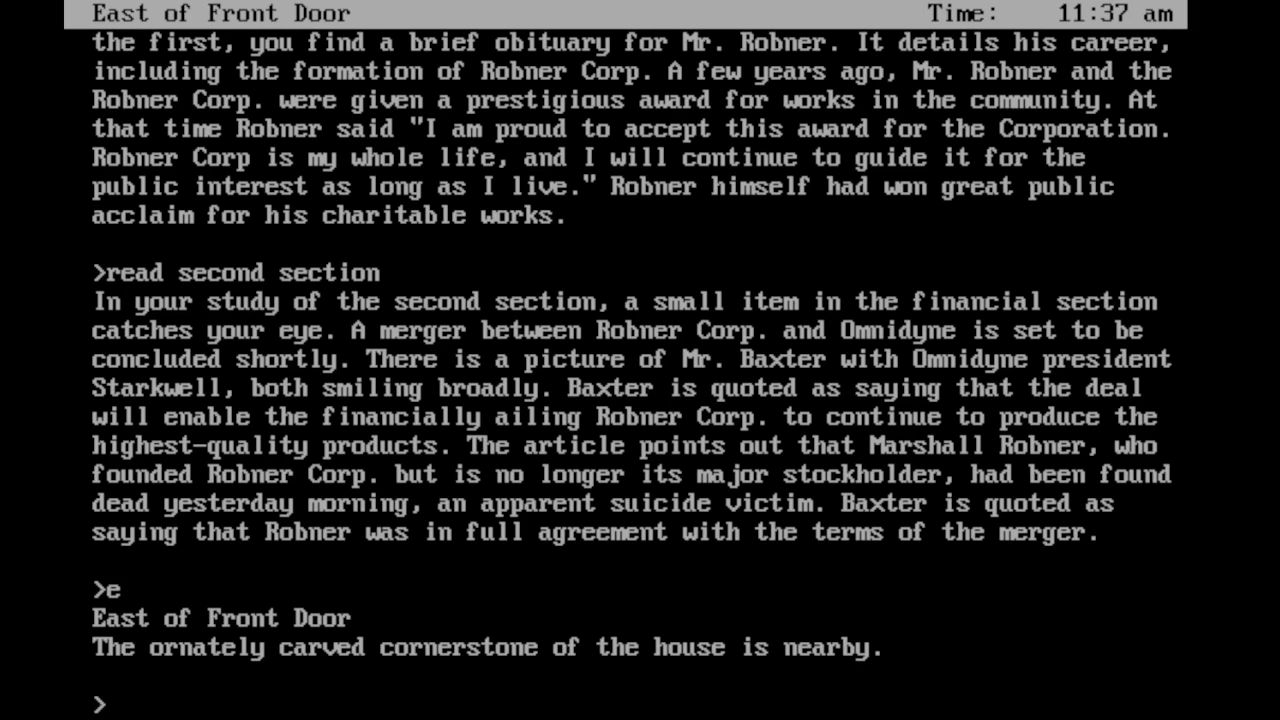 East of Front Door Time: 11:37 am
the first, you find a brief obituary for Mr. Robner. It details his career,
including the formation of Robner Corp. A few years ago, Mr. Robner and the
Robner Corp. were given a prestigious award for works in the community. At
that time Robner said "I am proud to accept this award for the Corporation.
Robner Corp is my whole life, and I will continue to guide it for the
public interest as long as I live." Robner himself had won great public
acclaim for his charitable works.
>read second section
In your study of the second section, a small item in the financial section
catches your eye. A merger between Robner Corp. and Omnidyne is set to be
concluded shortly. There is a picture of Mr. Baxter with Omnidyne president
Starkwell, both smiling broadly. Baxter is quoted as saying that the deal
will enable the financially ailing Robner Corp. to continue to produce the
highest-quality products. The article points out that Marshall Robner, who
founded Robner Corp. but is no longer its major stockholder, had been found
dead yesterday morning, an apparent suicide victim. Baxter is quoted as
saying that Robner was in full agreement with the terms of the merger.
>e
East of Front Door
The ornately carved cornerstone of the house is nearby.
>